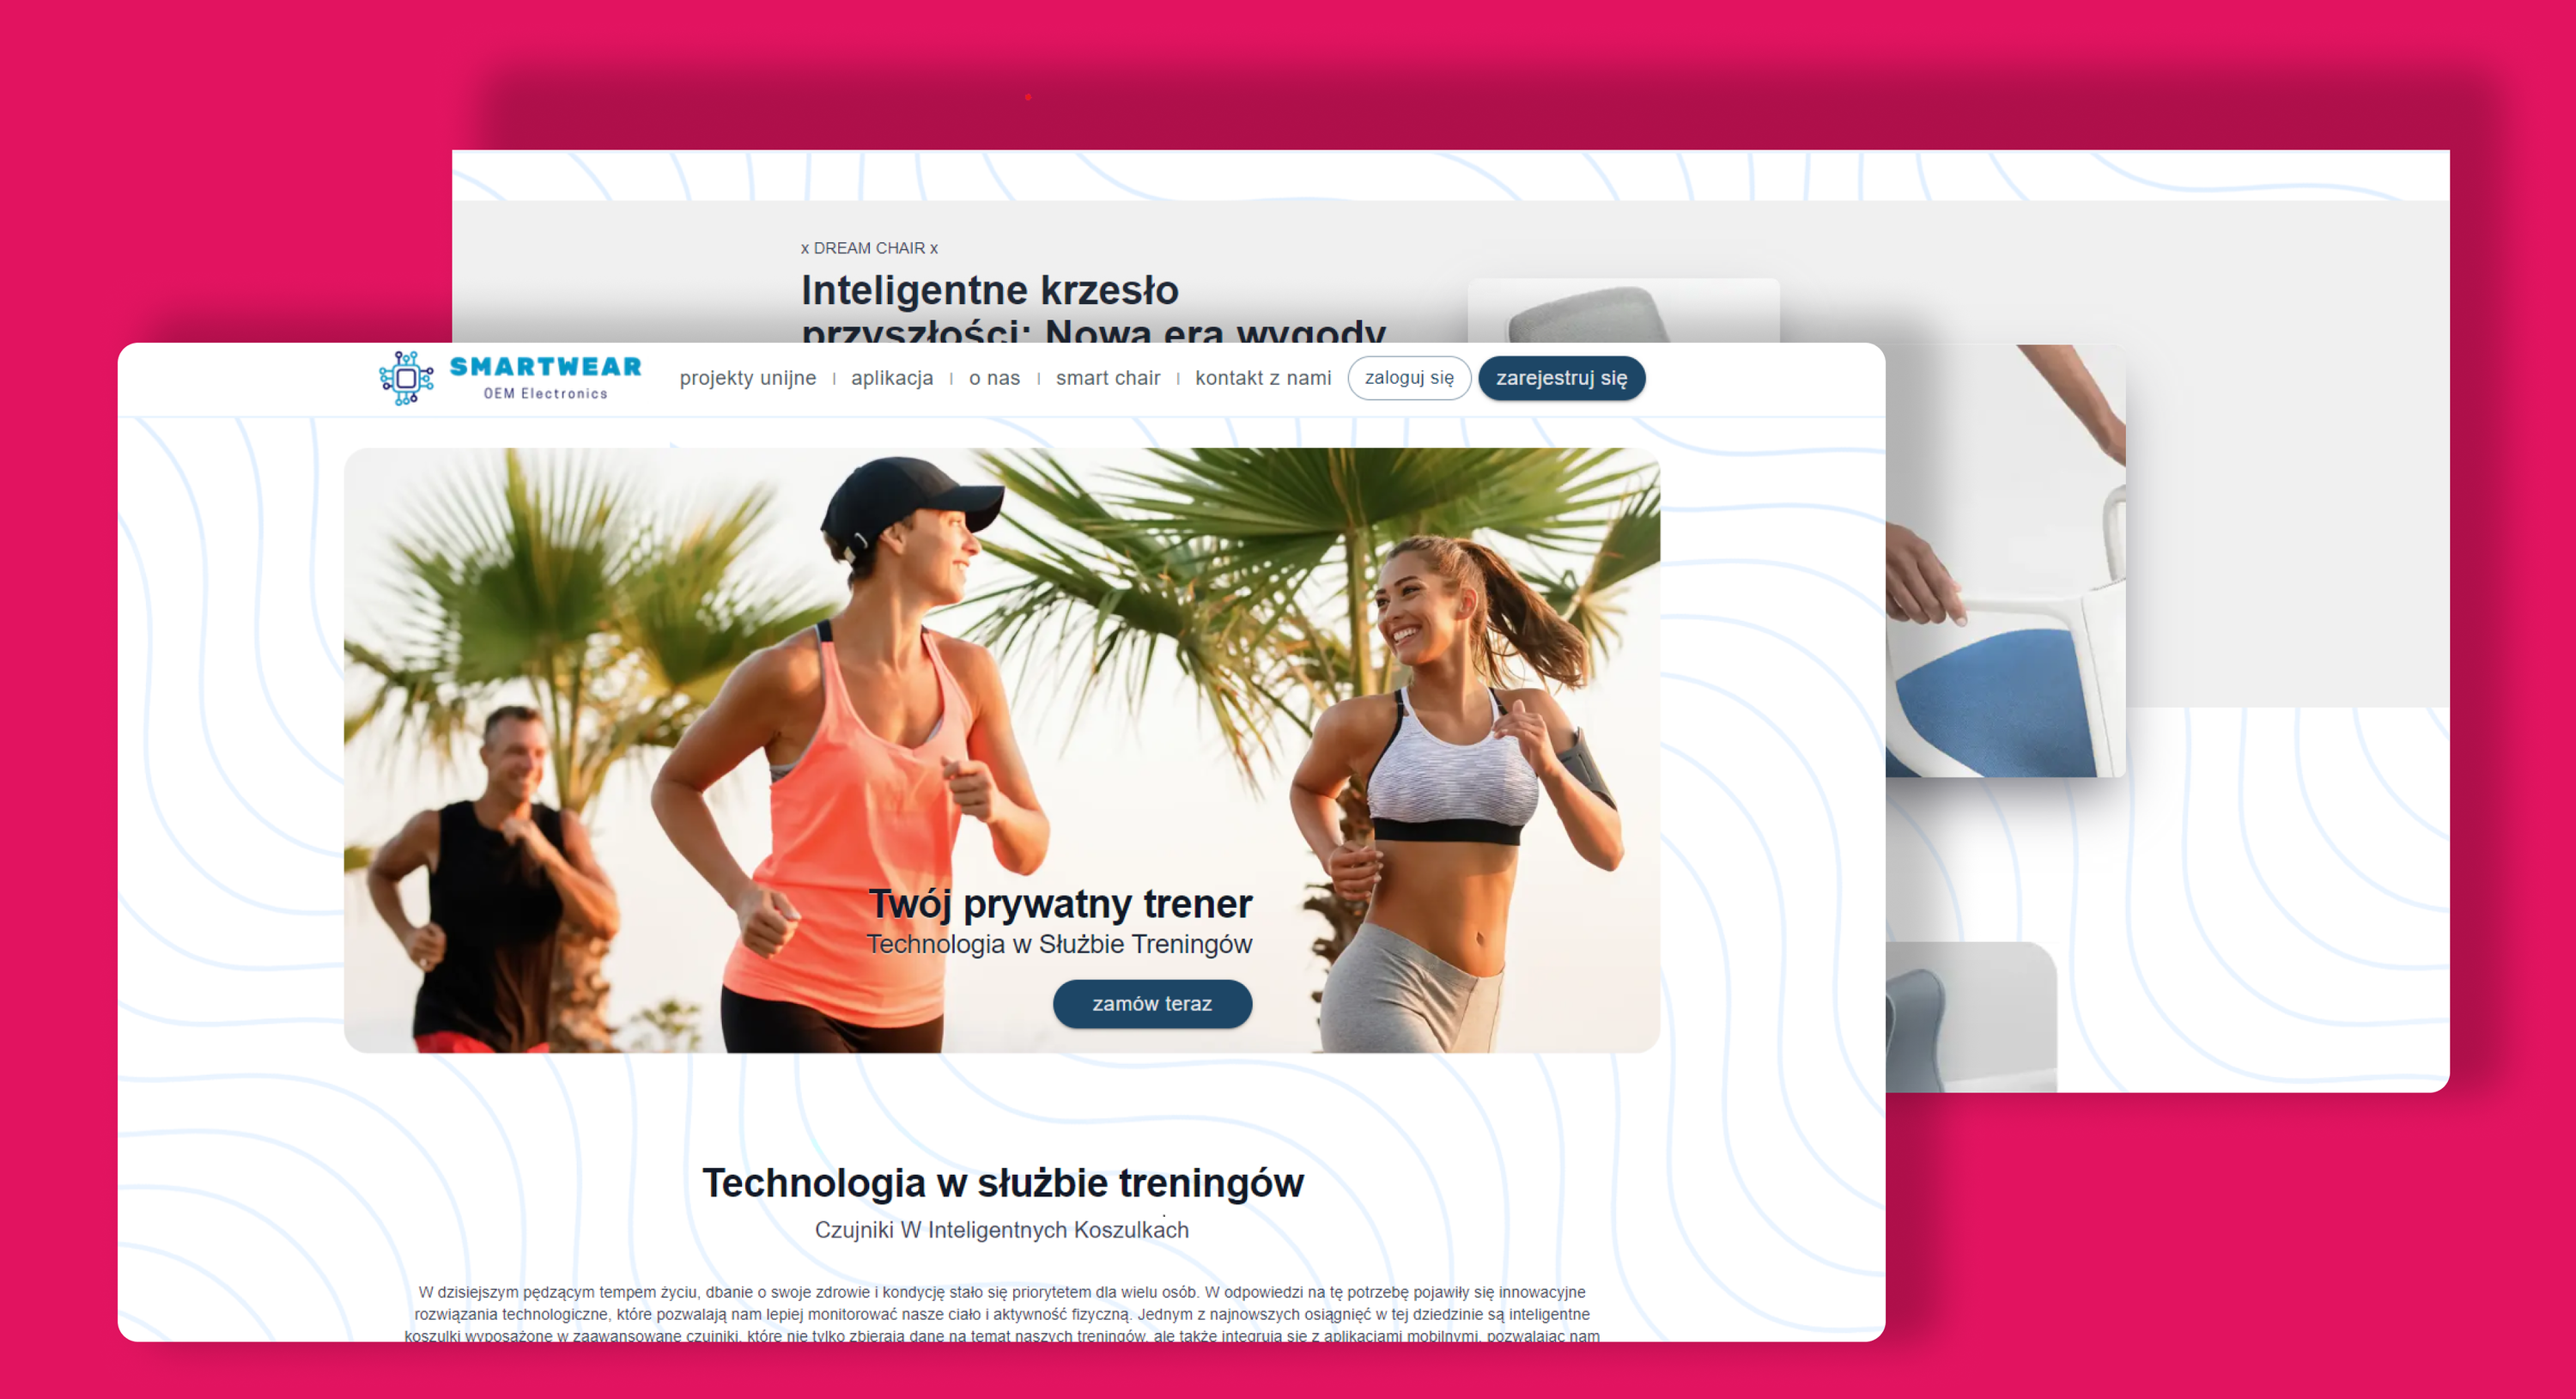 x DREAM CHAIR x
Inteligentne krzesło
przyszłości: Nowa era wygody
SMARTWEAR
OEM Electronics
projekty unijne | aplikacja | o nas | smart chair | kontakt z nami
zaloguj się
zarejestruj się
Twój prywatny trener
Technologia w Służbie Treningów
zamów teraz
Technologia w służbie treningów
Czujniki W Inteligentnych Koszulkach
W dzisiejszym pędzącym tempem życiu, dbanie o swoje zdrowie i kondycję stało się priorytetem dla wielu osób. W odpowiedzi na tę potrzebę pojawiły się innowacyjne
rozwiązania technologiczne, które pozwalają nam lepiej monitorować nasze ciało i aktywność fizyczną. Jednym z najnowszych osiągnięć w tej dziedzinie są inteligentne
koszulki wyposażone w zaawansowane czujniki, które nie tylko zbierają dane na temat naszych treningów, ale także integrują się z aplikacjami mobilnymi, pozwalając nam